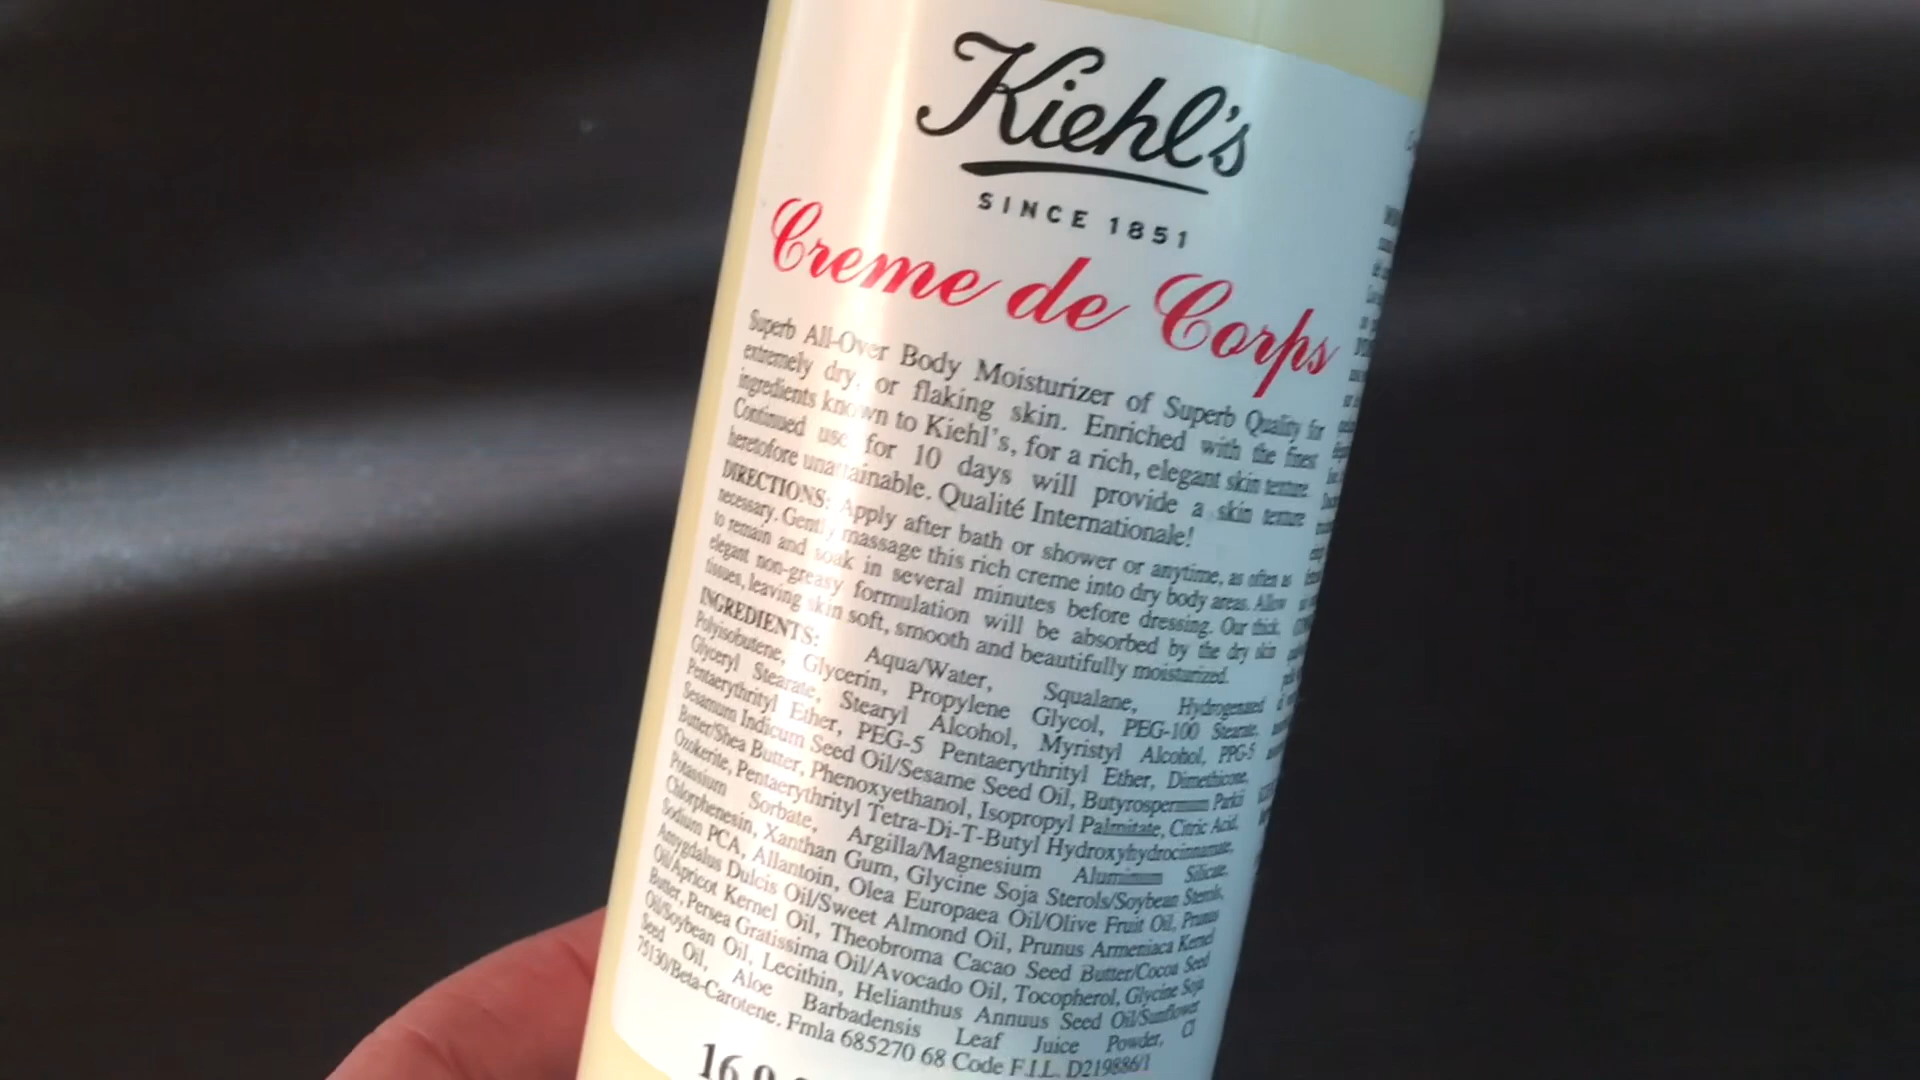 Kiehl's
SINCE 1851
Creme de Corps
Superb All-Over Body Moisturizer of Superb Quality for
extremely dry, or flaking skin. Enriched with the finest
ingredients known to Kiehl's, for a rich, elegant skin texture.
Continued use for 10 days will provide a skin texture
heretofore unattainable. Qualité Internationale!
DIRECTIONS: Apply after bath or shower or anytime, as often as
necessary. Gently massage this rich creme into dry body areas. Allow
to remain and soak in several minutes before dressing. Our thick,
elegant non-greasy formulation will be absorbed by the dry skin
tissues, leaving skin soft, smooth and beautifully moisturized.
INGREDIENTS: Aqua/Water, Squalane, Hydrogenated
Polyisobutene, Glycerin, Propylene Glycol, PEG-100 Stearate,
Glyceryl Stearate, Stearyl Alcohol, Myristyl Alcohol, PPG-5
Pentaerythrityl Ether, PEG-5 Pentaerythrityl Ether, Dimethicone,
Sesamum Indicum Seed Oil/Sesame Seed Oil, Butyrospermum Parkii
Butter/Shea Butter, Phenoxyethanol, Isopropyl Palmitate, Citric Acid,
Ozokerite, Pentaerythrityl Tetra-Di-T-Butyl Hydroxyhydrocinnamate,
Potassium Sorbate, Argilla/Magnesium Aluminum Silicate,
Chlorphenesin, Xanthan Gum, Glycine Soja Sterols/Soybean Sterols,
Sodium PCA, Allantoin, Olea Europaea Oil/Olive Fruit Oil, Prunus
Amygdalus Dulcis Oil/Sweet Almond Oil, Prunus Armeniaca Kernel
Oil/Apricot Kernel Oil, Theobroma Cacao Seed Butter/Cocoa Seed
Butter, Persea Gratissima Oil/Avocado Oil, Tocopherol, Glycine Soja
Oil/Soybean Oil, Lecithin, Helianthus Annuus Seed Oil/Sunflower
Seed Oil, Aloe Barbadensis Leaf Juice Powder, CI
75130/Beta-Carotene. Fmla 685270 68 Code F.I.L. D219886/1